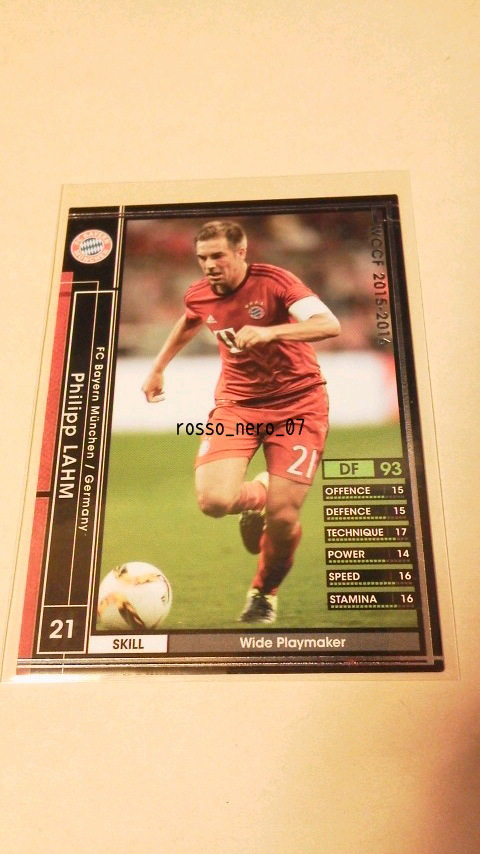 WCCF 2015-2016
FC Bayern München / Germany
Philipp LAHM
T
rosso_nero_07
21
DF 93
OFFENCE 15
DEFENCE 15
TECHNIQUE 17
POWER 14
SPEED 16
STAMINA 16
21
SKILL
Wide Playmaker